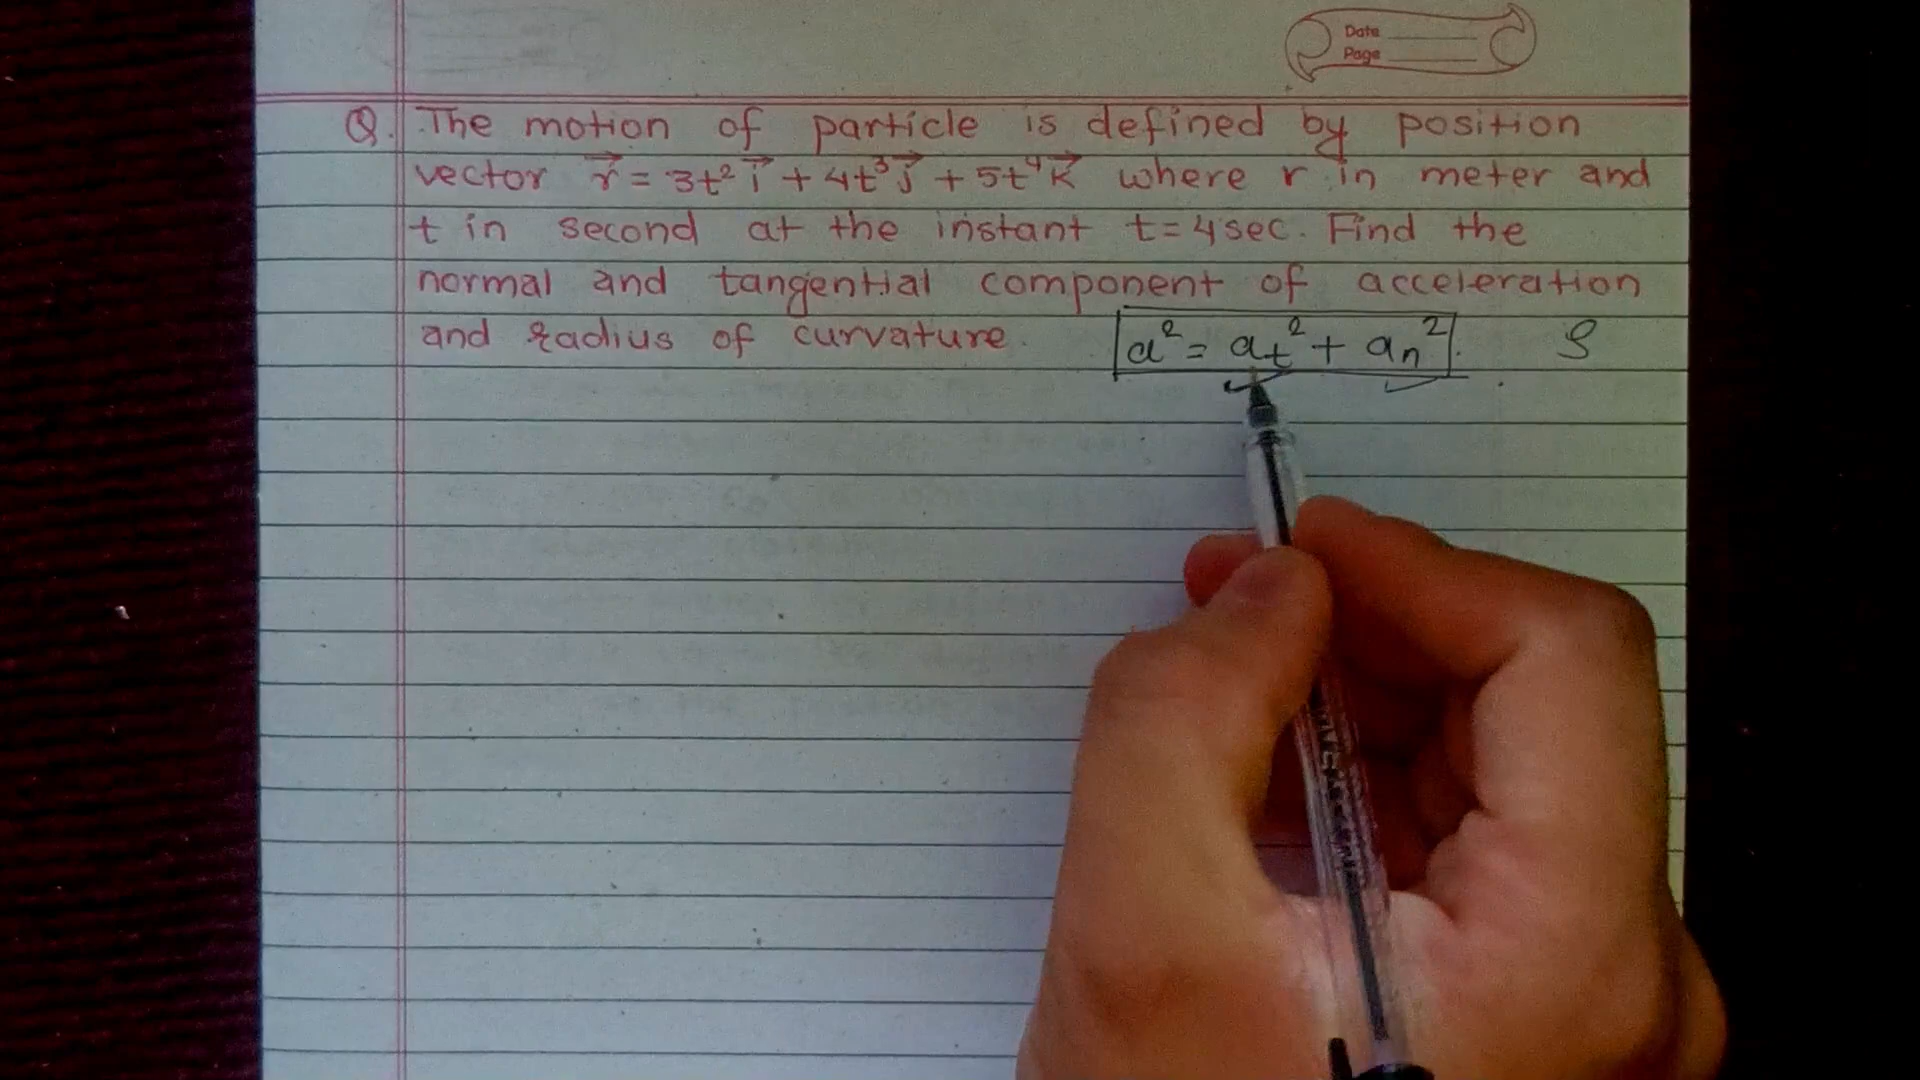 Date
Page
Q. The motion of particle is defined by position
vector r⃗ = 3t² i⃗ + 4t³ j⃗ + 5t⁴ k⃗ where r in meter and
t in second at the instant t = 4 sec. Find the
normal and tangential component of acceleration
and radius of curvature. a² = aₜ² + aₙ². ρ